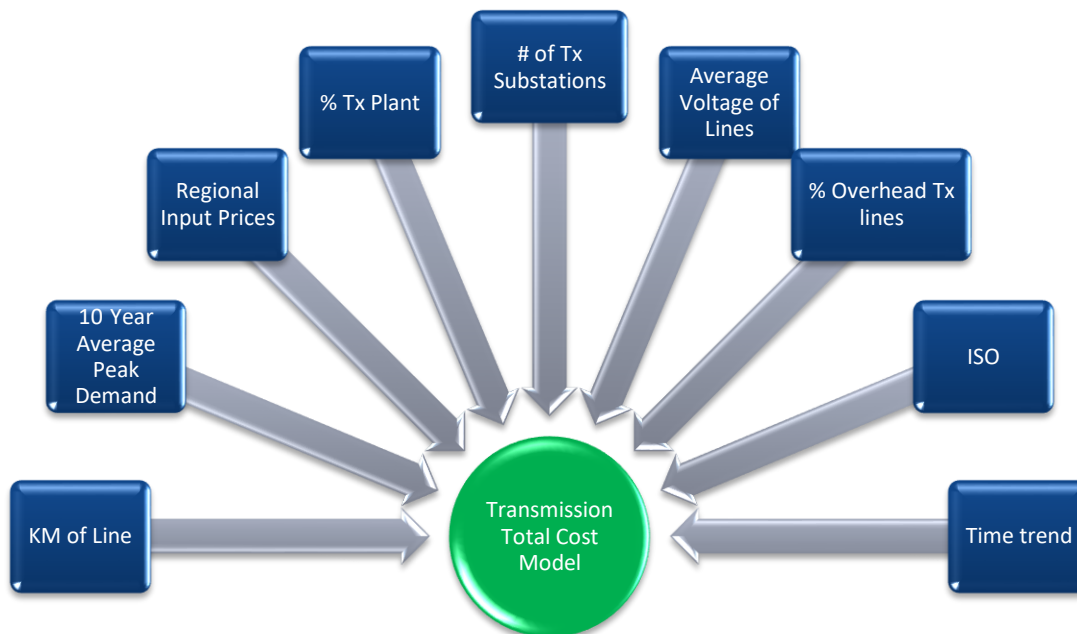 # of Tx
Substations
% Tx Plant
Average
Voltage of
Lines
Regional
Input Prices
% Overhead Tx
lines
10 Year
Average
Peak
Demand
ISO
KM of Line
Transmission
Total Cost
Model
Time trend